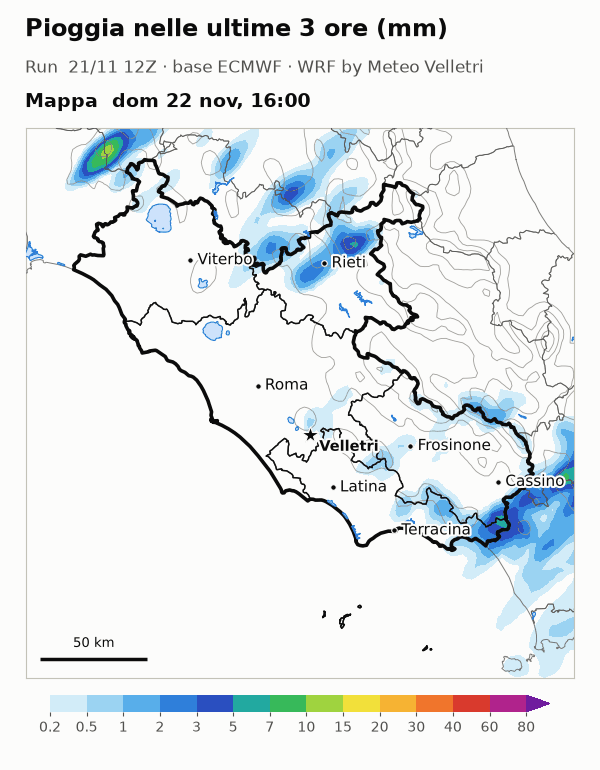 Pioggia nelle ultime 3 ore (mm)
Run 21/11 12Z · base ECMWF · WRF by Meteo Velletri
Mappa dom 22 nov, 16:00
Viterbo
Rieti
Roma
Velletri
Frosinone
Latina
Cassino
Terracina
50 km
0.2 0.5 1 2 3 5 7 10 15 20 30 40 60 80